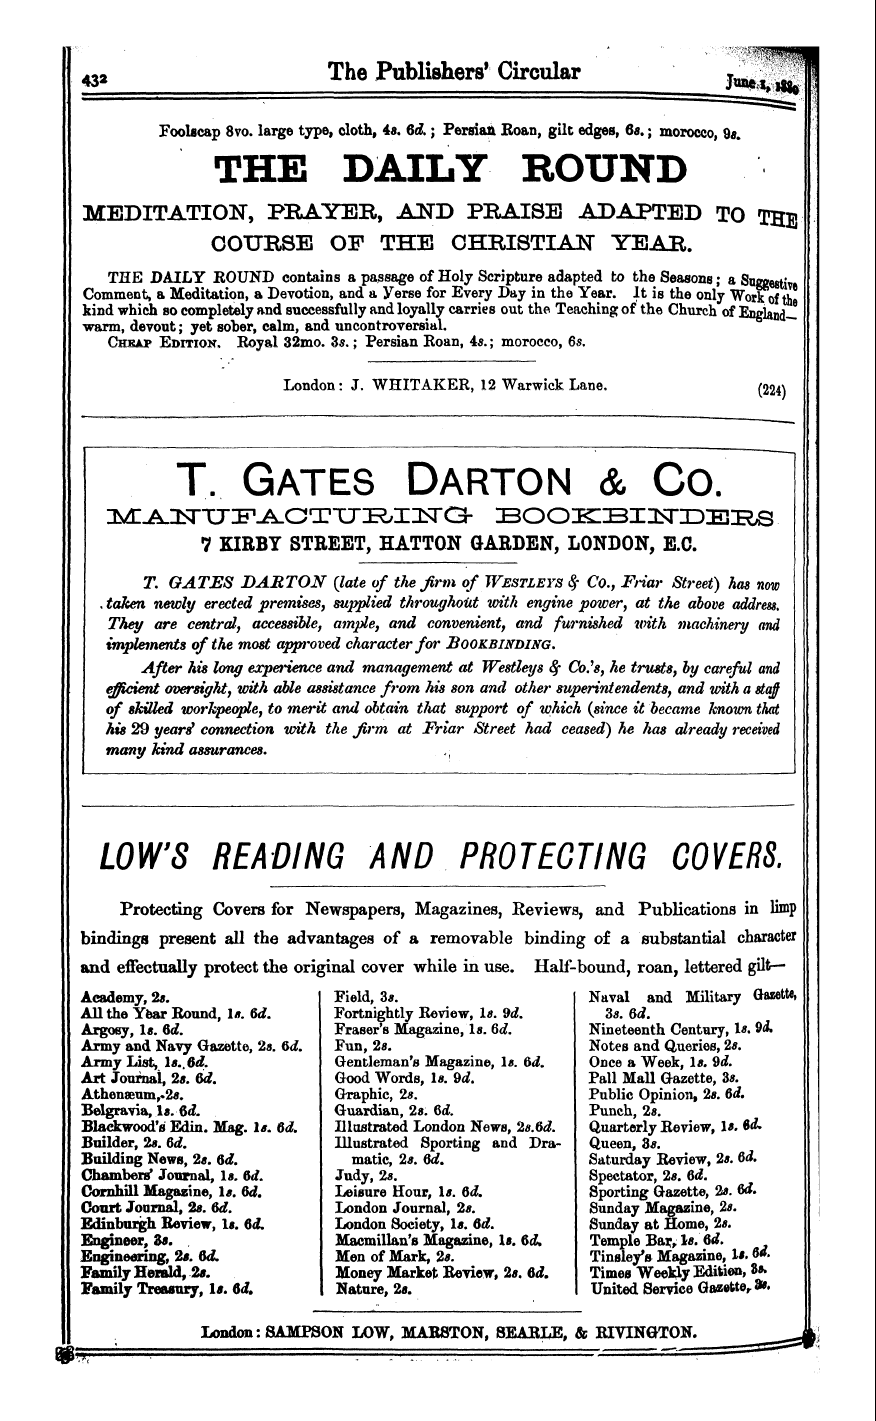 432
The Publishers' Circular
June 1, 1880
Foolscap 8vo. large type, cloth, 4s. 6d.; Persian Roan, gilt edges, 6s.; morocco, 9s.
THE DAILY ROUND
MEDITATION, PRAYER, AND PRAISE ADAPTED TO THE
COURSE OF THE CHRISTIAN YEAR.
THE DAILY ROUND contains a passage of Holy Scripture adapted to the Seasons; a Suggestive
Comment, a Meditation, a Devotion, and a Verse for Every Day in the Year. It is the only Work of the
kind which so completely and successfully and loyally carries out the Teaching of the Church of England—
warm, devout; yet sober, calm, and uncontroversial.
CHEAP EDITION. Royal 32mo. 3s.; Persian Roan, 4s.; morocco, 6s.
London: J. WHITAKER, 12 Warwick Lane.
(224)
T. GATES DARTON & CO.
MANUFACTURING BOOKBINDERS
7 KIRBY STREET, HATTON GARDEN, LONDON, E.C.
T. GATES DARTON (late of the firm of WESTLEYS & Co., Friar Street) has now
taken newly erected premises, supplied throughout with engine power, at the above address.
They are central, accessible, ample, and convenient, and furnished with machinery and
implements of the most approved character for BOOKBINDING.
After his long experience and management at Westleys & Co.'s, he trusts, by careful and
efficient oversight, with able assistance from his son and other superintendents, and with a staff
of skilled workpeople, to merit and obtain that support of which (since it became known that
his 29 years' connection with the firm at Friar Street had ceased) he has already received
many kind assurances.
LOW'S READING AND PROTECTING COVERS.
Protecting Covers for Newspapers, Magazines, Reviews, and Publications in limp
bindings present all the advantages of a removable binding of a substantial character
and effectually protect the original cover while in use. Half-bound, roan, lettered gilt—
Academy, 2s.
All the Year Round, 1s. 6d.
Argosy, 1s. 6d.
Army and Navy Gazette, 2s. 6d.
Army List, 1s. 6d.
Art Journal, 2s. 6d.
Athenæum, 2s.
Belgravia, 1s. 6d.
Blackwood's Edin. Mag. 1s. 6d.
Builder, 2s. 6d.
Building News, 2s. 6d.
Chambers' Journal, 1s. 6d.
Cornhill Magazine, 1s. 6d.
Court Journal, 2s. 6d.
Edinburgh Review, 1s. 6d.
Engineer, 3s.
Engineering, 2s. 6d.
Family Herald, 2s.
Family Treasury, 1s. 6d.
Field, 3s.
Fortnightly Review, 1s. 9d.
Fraser's Magazine, 1s. 6d.
Fun, 2s.
Gentleman's Magazine, 1s. 6d.
Good Words, 1s. 9d.
Graphic, 2s.
Guardian, 2s. 6d.
Illustrated London News, 2s.6d.
Illustrated Sporting and Dra-
matic, 2s. 6d.
Judy, 2s.
Leisure Hour, 1s. 6d.
London Journal, 2s.
London Society, 1s. 6d.
Macmillan's Magazine, 1s. 6d.
Men of Mark, 2s.
Money Market Review, 2s. 6d.
Nature, 2s.
Naval and Military Gazette,
3s. 6d.
Nineteenth Century, 1s. 9d.
Notes and Queries, 2s.
Once a Week, 1s. 9d.
Pall Mall Gazette, 3s.
Public Opinion, 2s. 6d.
Punch, 2s.
Quarterly Review, 1s. 6d.
Queen, 3s.
Saturday Review, 2s. 6d.
Spectator, 2s. 6d.
Sporting Gazette, 2s. 6d.
Sunday Magazine, 2s.
Sunday at Home, 2s.
Temple Bar, 1s. 6d.
Tinsley's Magazine, 1s. 6d.
Times Weekly Edition, 3s.
United Service Gazette, 3s.
London: SAMPSON LOW, MARSTON, SEARLE, & RIVINGTON.